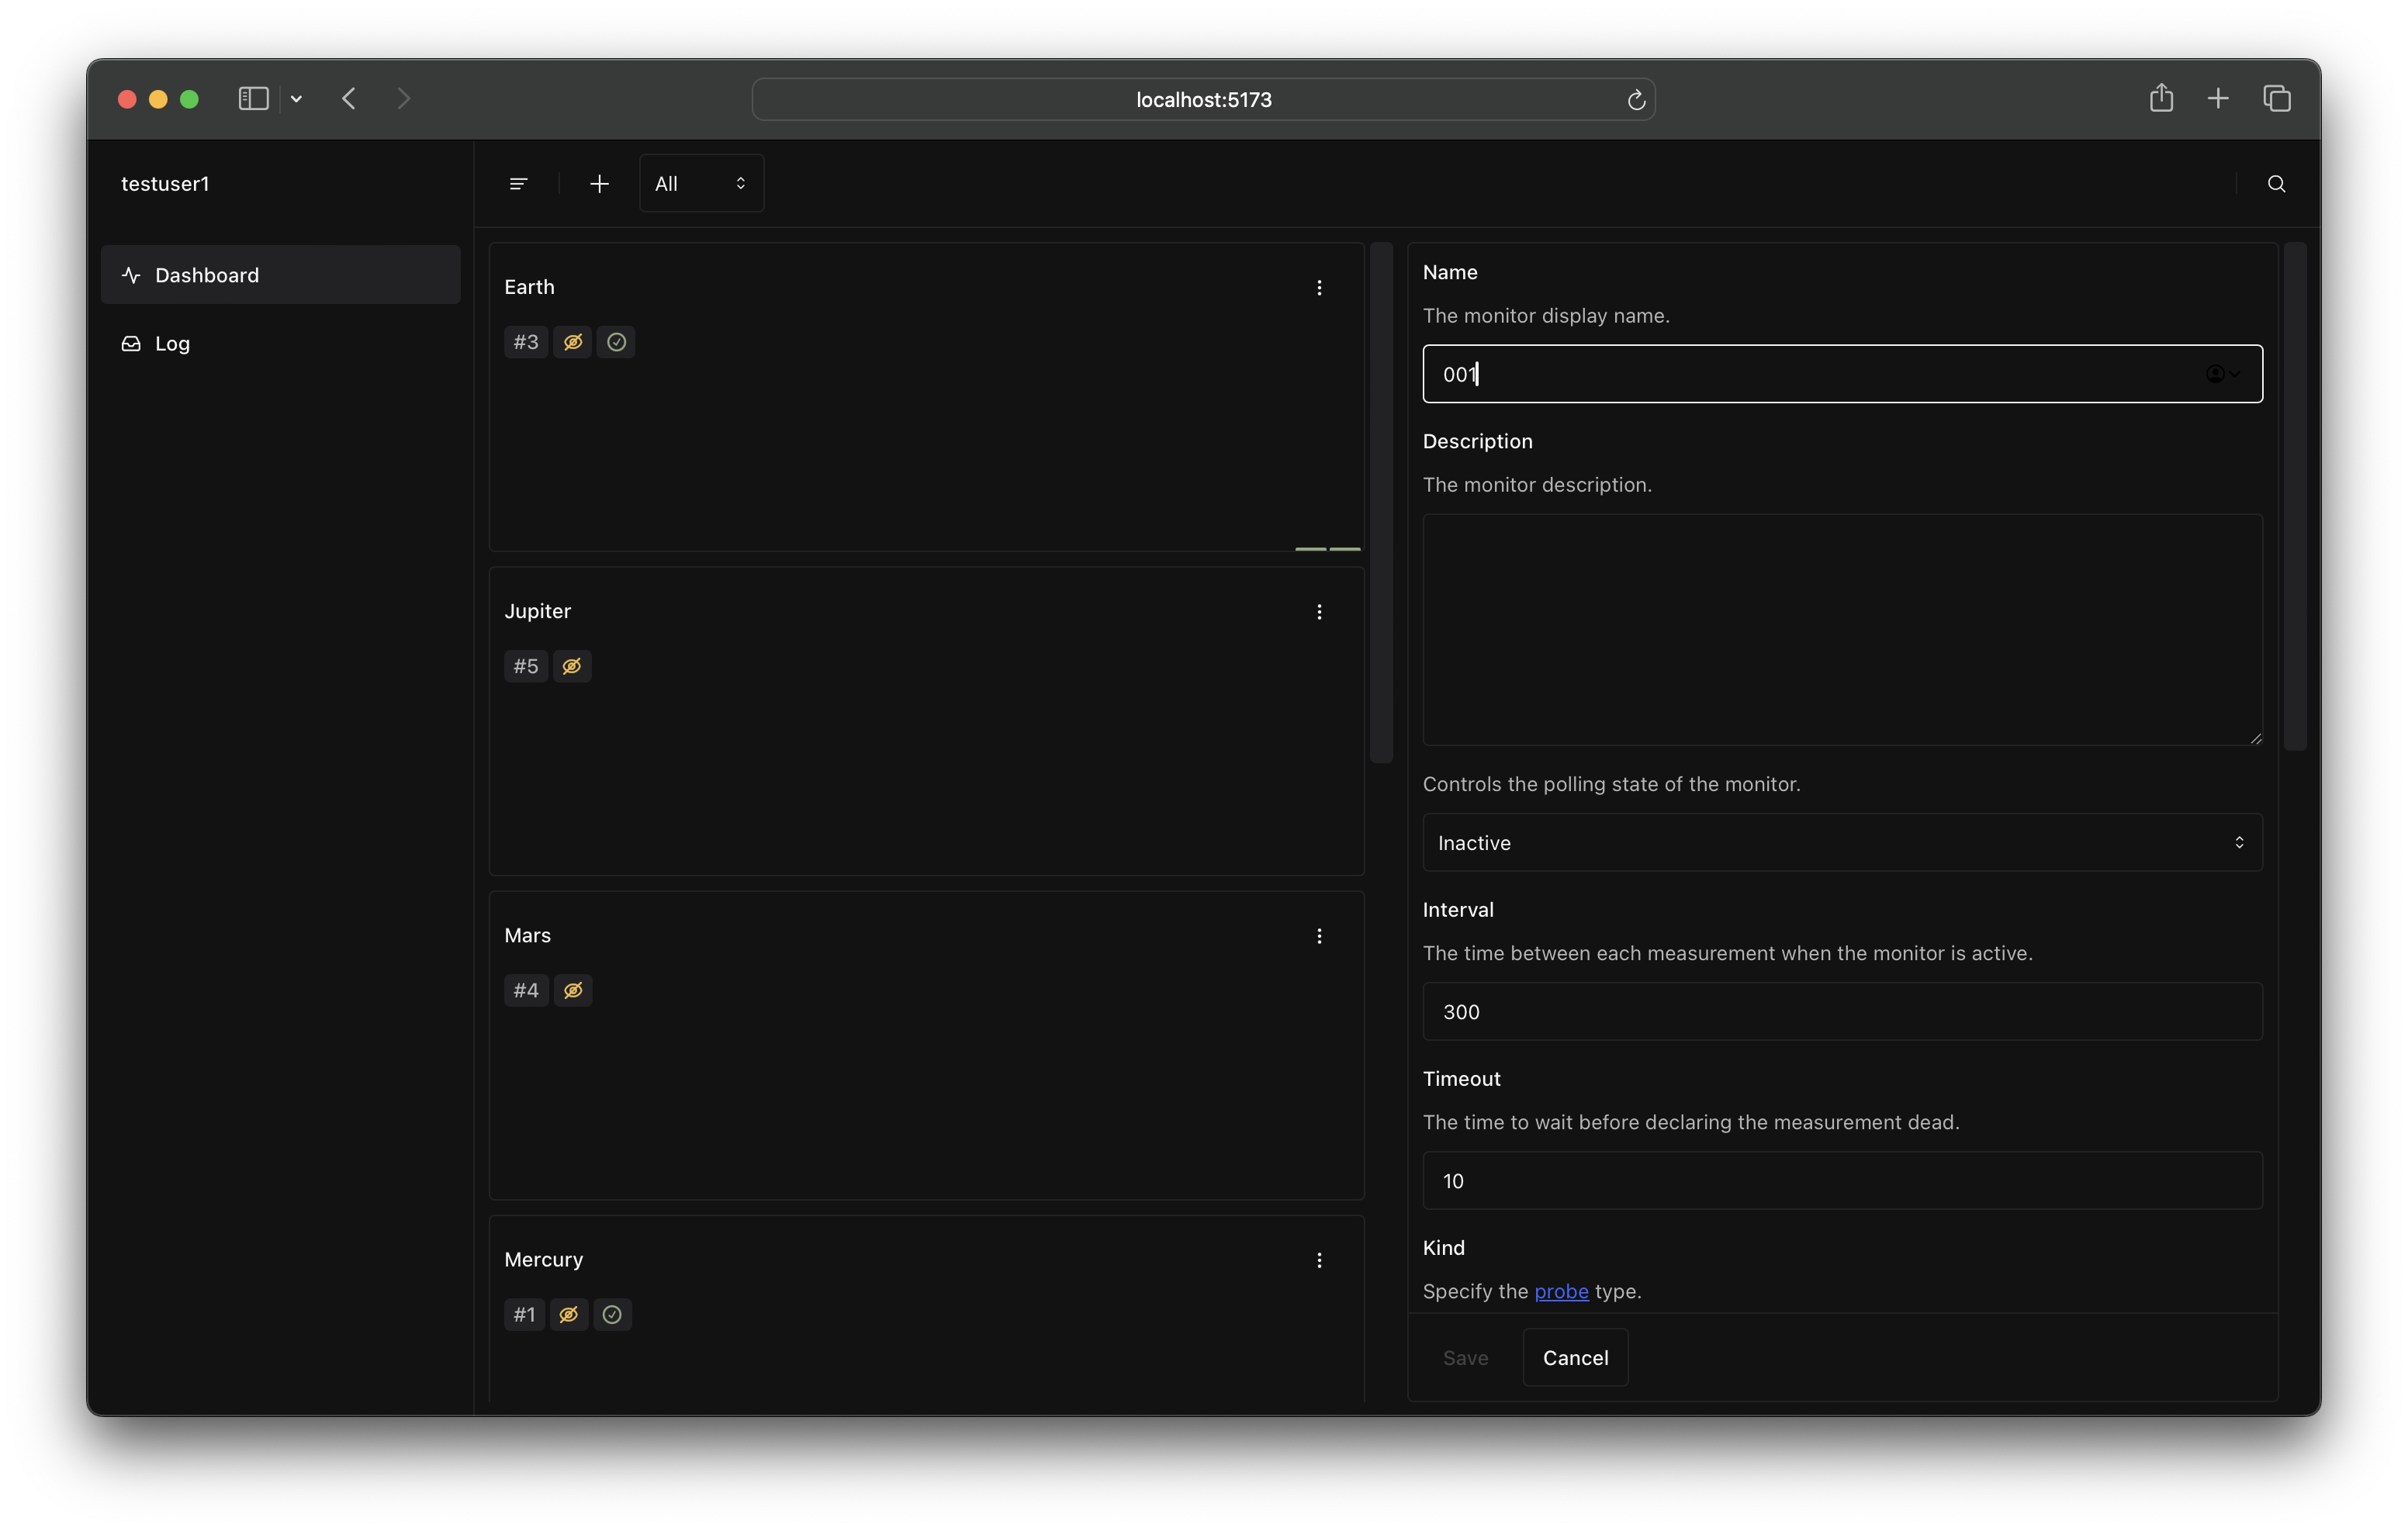 localhost:5173
testuser1
All
Dashboard
Log
Earth
#3
Jupiter
#5
Mars
#4
Mercury
#1
Name
The monitor display name.
001
Description
The monitor description.
Controls the polling state of the monitor.
Inactive
Interval
The time between each measurement when the monitor is active.
300
Timeout
The time to wait before declaring the measurement dead.
10
Kind
Specify the probe type.
Save Cancel